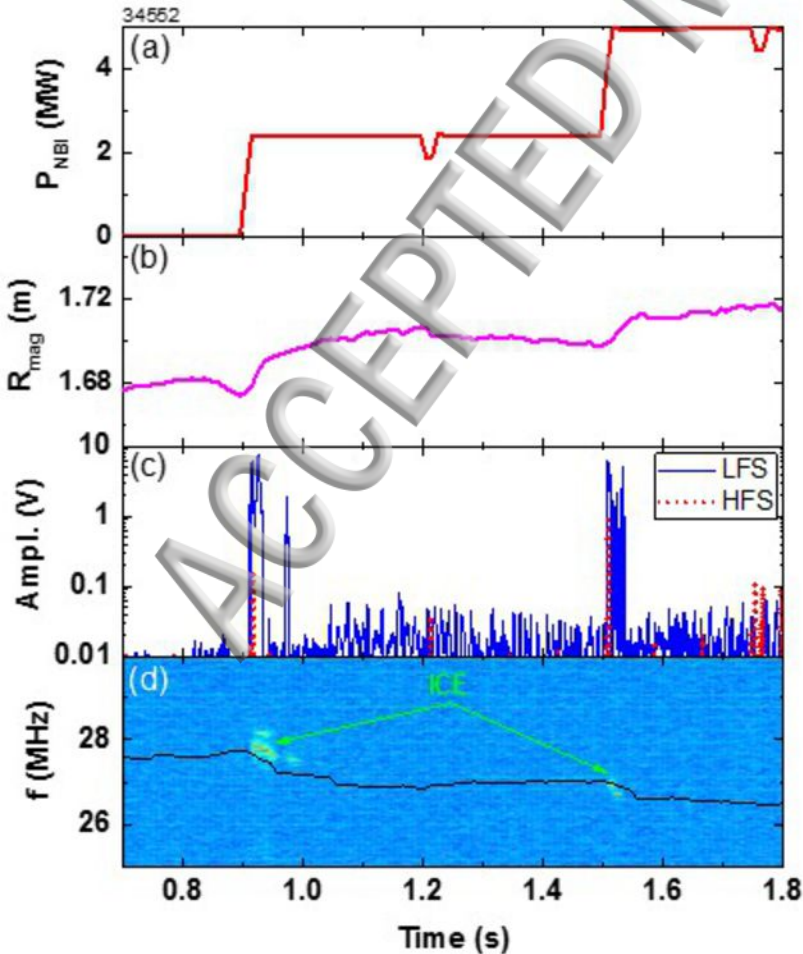 34552
(a)
P_NBI (MW)
4
2
0
(b)
R_mag (m)
1.72
1.68
(c)
Ampl. (V)
10
1
0.1
0.01
LFS
HFS
(d)
ICE
f (MHz)
28
26
0.8 1.0 1.2 1.4 1.6 1.8
Time (s)
ACCEPTED